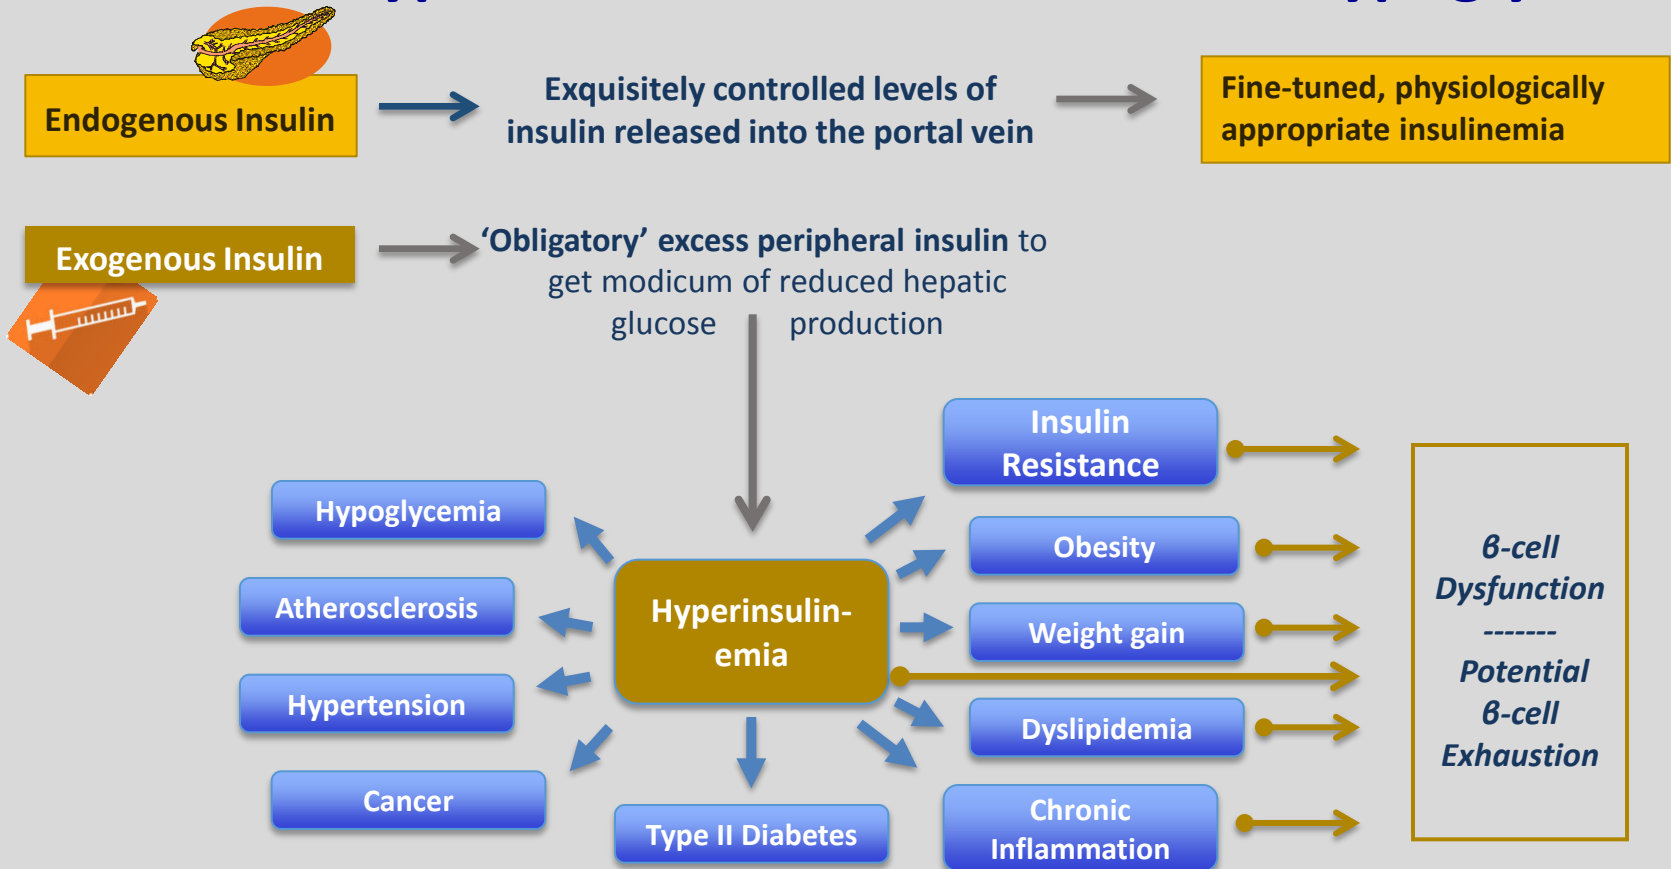 Endogenous Insulin
Exquisitely controlled levels of
insulin released into the portal vein
Fine-tuned, physiologically
appropriate insulinemia
Exogenous Insulin
‘Obligatory’ excess peripheral insulin to
get modicum of reduced hepatic
glucose production
Insulin
Resistance
Hypoglycemia
Obesity
Atherosclerosis
Hyperinsulin-
emia
Weight gain
Hypertension
Dyslipidemia
Cancer
Type II Diabetes
Chronic
Inflammation
β-cell
Dysfunction
-------
Potential
β-cell
Exhaustion